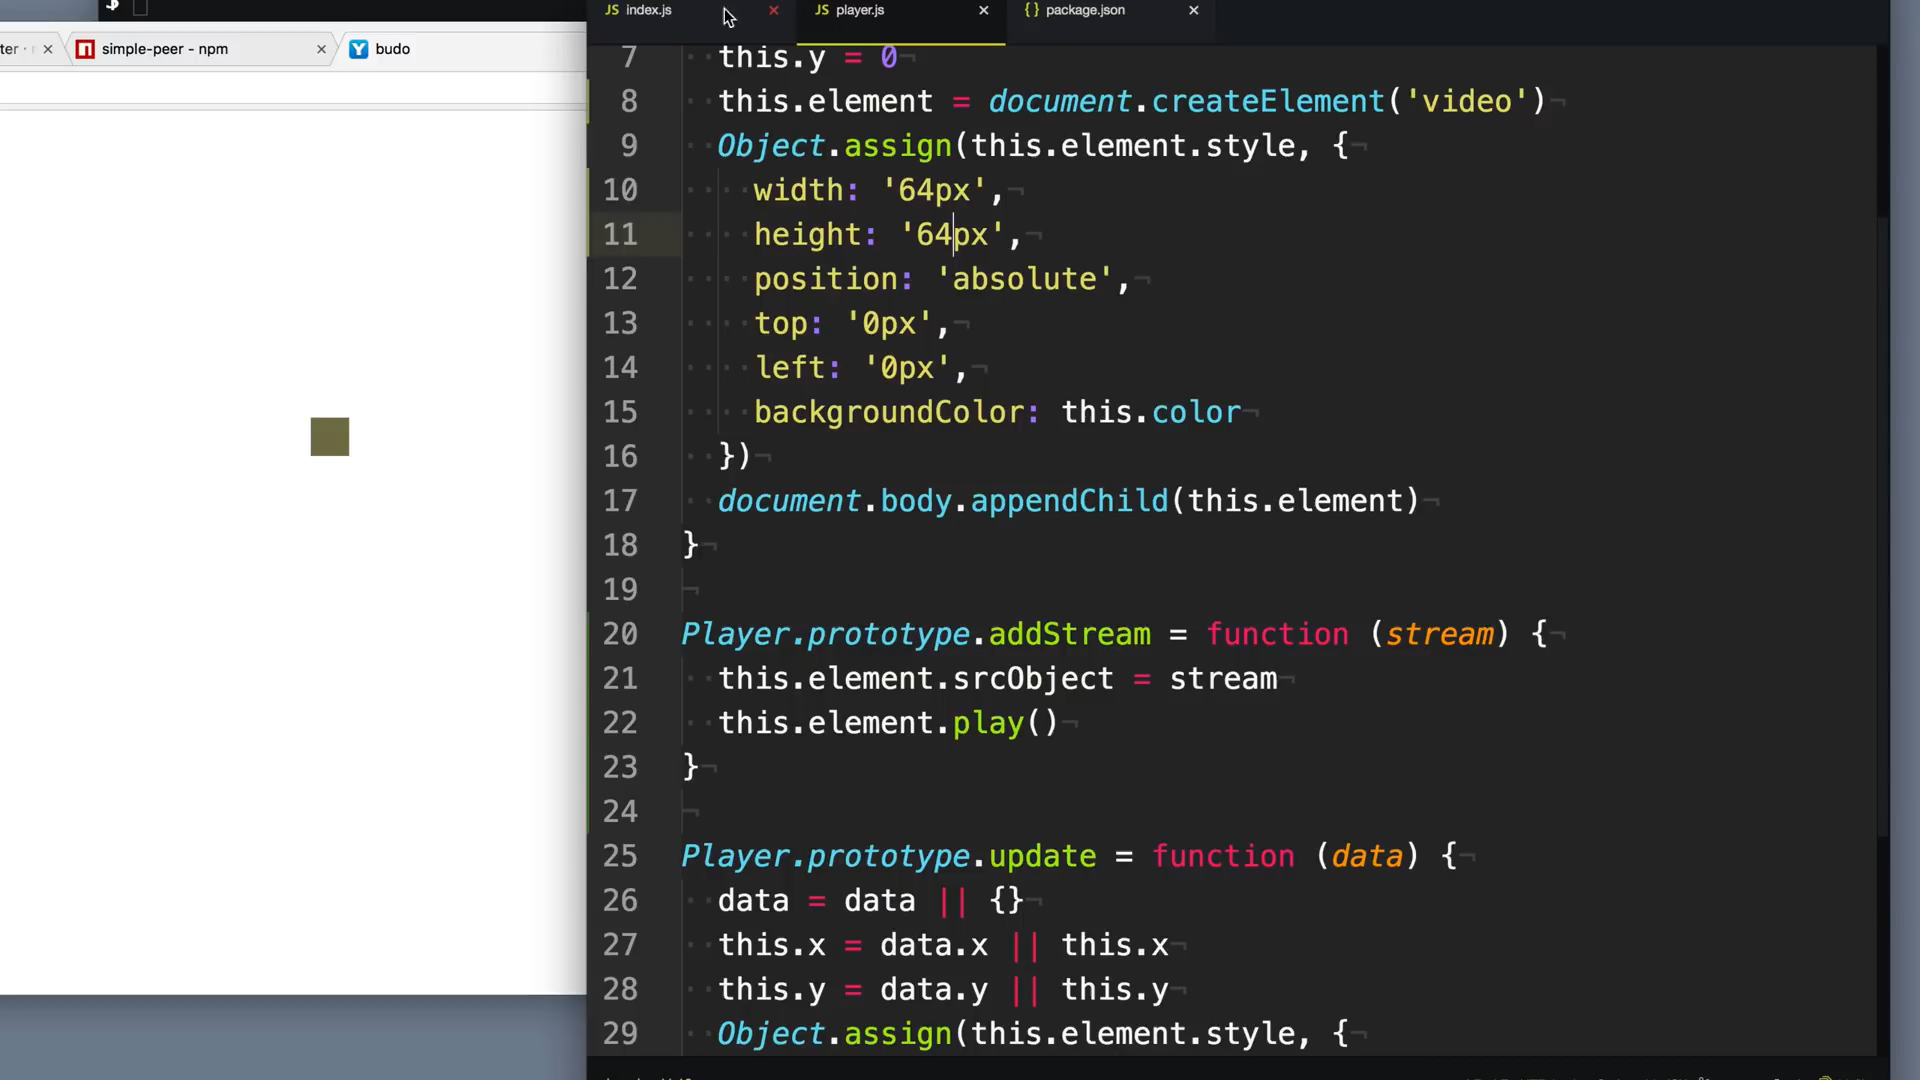 index.js
player.js
package.json
ter
simple-peer - npm
budo
7 this.y = 0
8 this.element = document.createElement('video')
9 Object.assign(this.element.style, {
10 width: '64px',
11 height: '64px',
12 position: 'absolute',
13 top: '0px',
14 left: '0px',
15 backgroundColor: this.color
16 })
17 document.body.appendChild(this.element)
18 }
19
20 Player.prototype.addStream = function (stream) {
21 this.element.srcObject = stream
22 this.element.play()
23 }
24
25 Player.prototype.update = function (data) {
26 data = data || {}
27 this.x = data.x || this.x
28 this.y = data.y || this.y
29 Object.assign(this.element.style, {